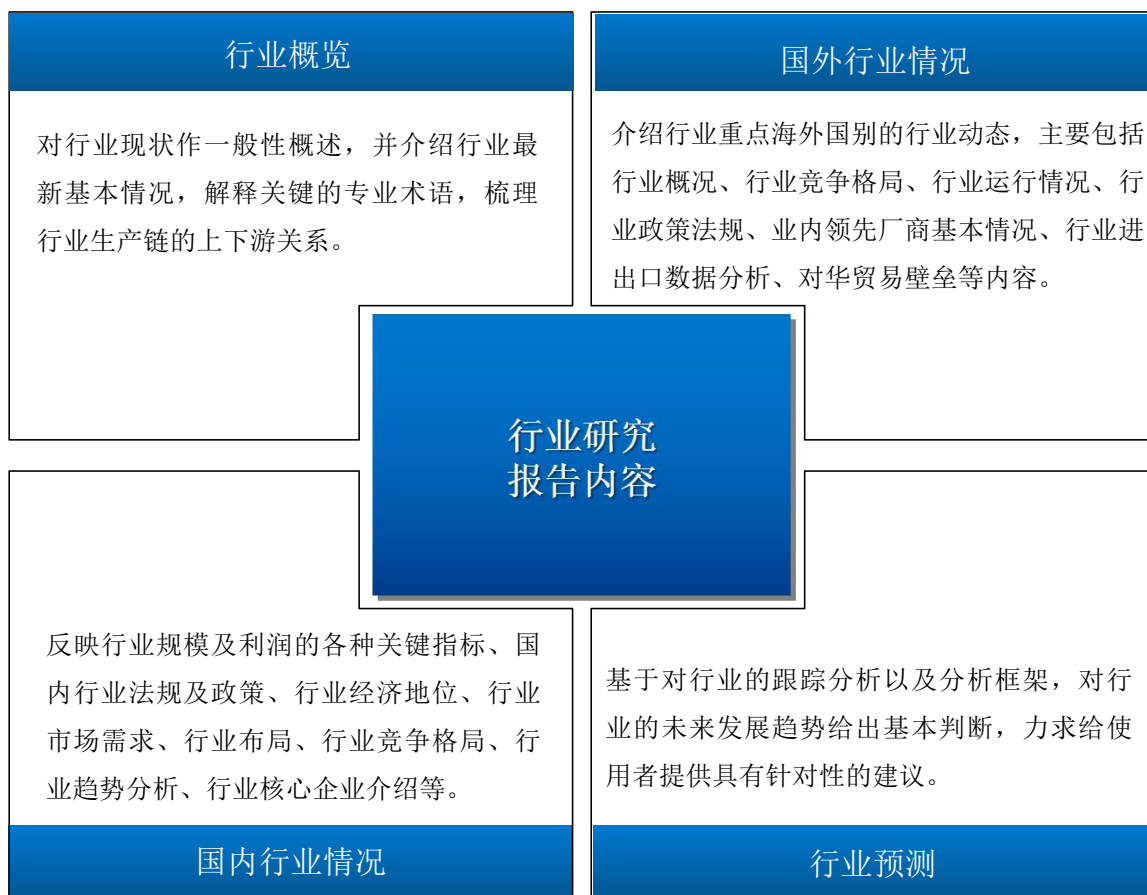 行业概览
对行业现状作一般性概述，并介绍行业最
新基本情况，解释关键的专业术语，梳理
行业生产链的上下游关系。
国外行业情况
介绍行业重点海外国别的行业动态，主要包括
行业概况、行业竞争格局、行业运行情况、行
业政策法规、业内领先厂商基本情况、行业进
出口数据分析、对华贸易壁垒等内容。
行业研究
报告内容
反映行业规模及利润的各种关键指标、国
内行业法规及政策、行业经济地位、行业
市场需求、行业布局、行业竞争格局、行
业趋势分析、行业核心企业介绍等。
国内行业情况
基于对行业的跟踪分析以及分析框架，对行
业的未来发展趋势给出基本判断，力求给使
用者提供具有针对性的建议。
行业预测